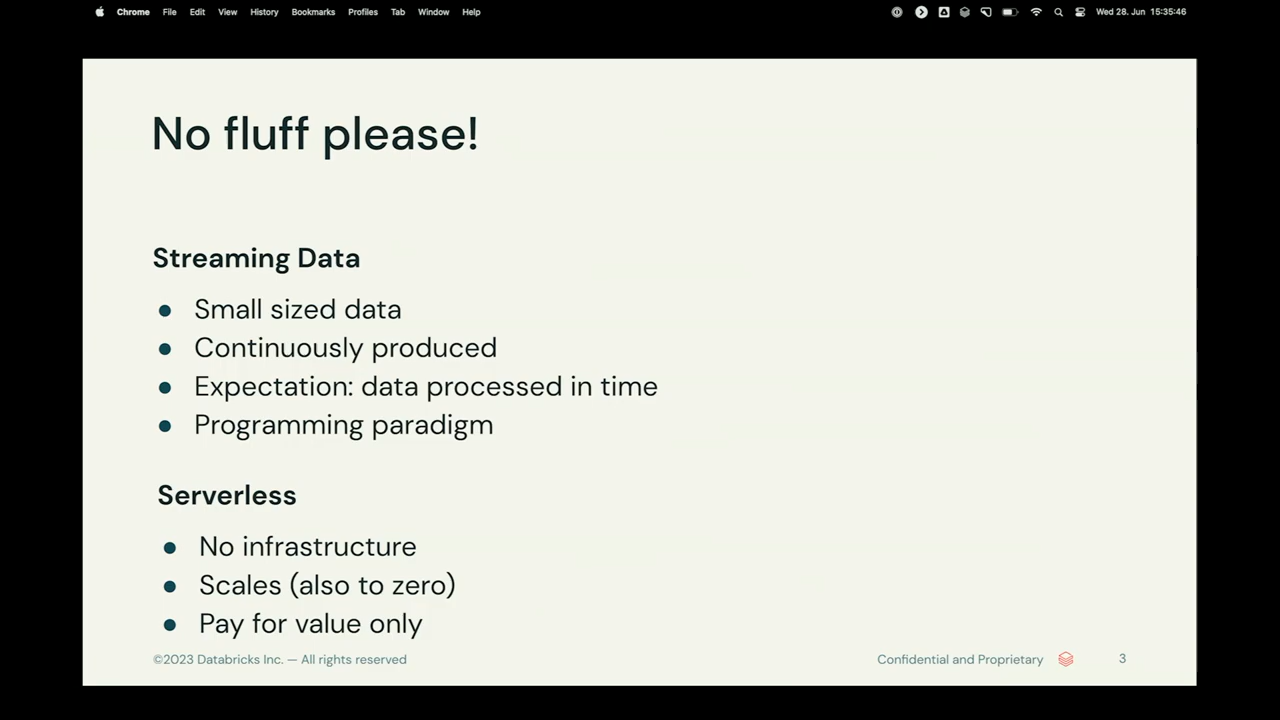 Chrome File Edit View History Bookmarks Profiles Tab Window Help Wed 28. Jun 15:35:46
No fluff please!
Streaming Data
● Small sized data
● Continuously produced
● Expectation: data processed in time
● Programming paradigm
Serverless
● No infrastructure
● Scales (also to zero)
● Pay for value only
©2023 Databricks Inc. — All rights reserved Confidential and Proprietary 3